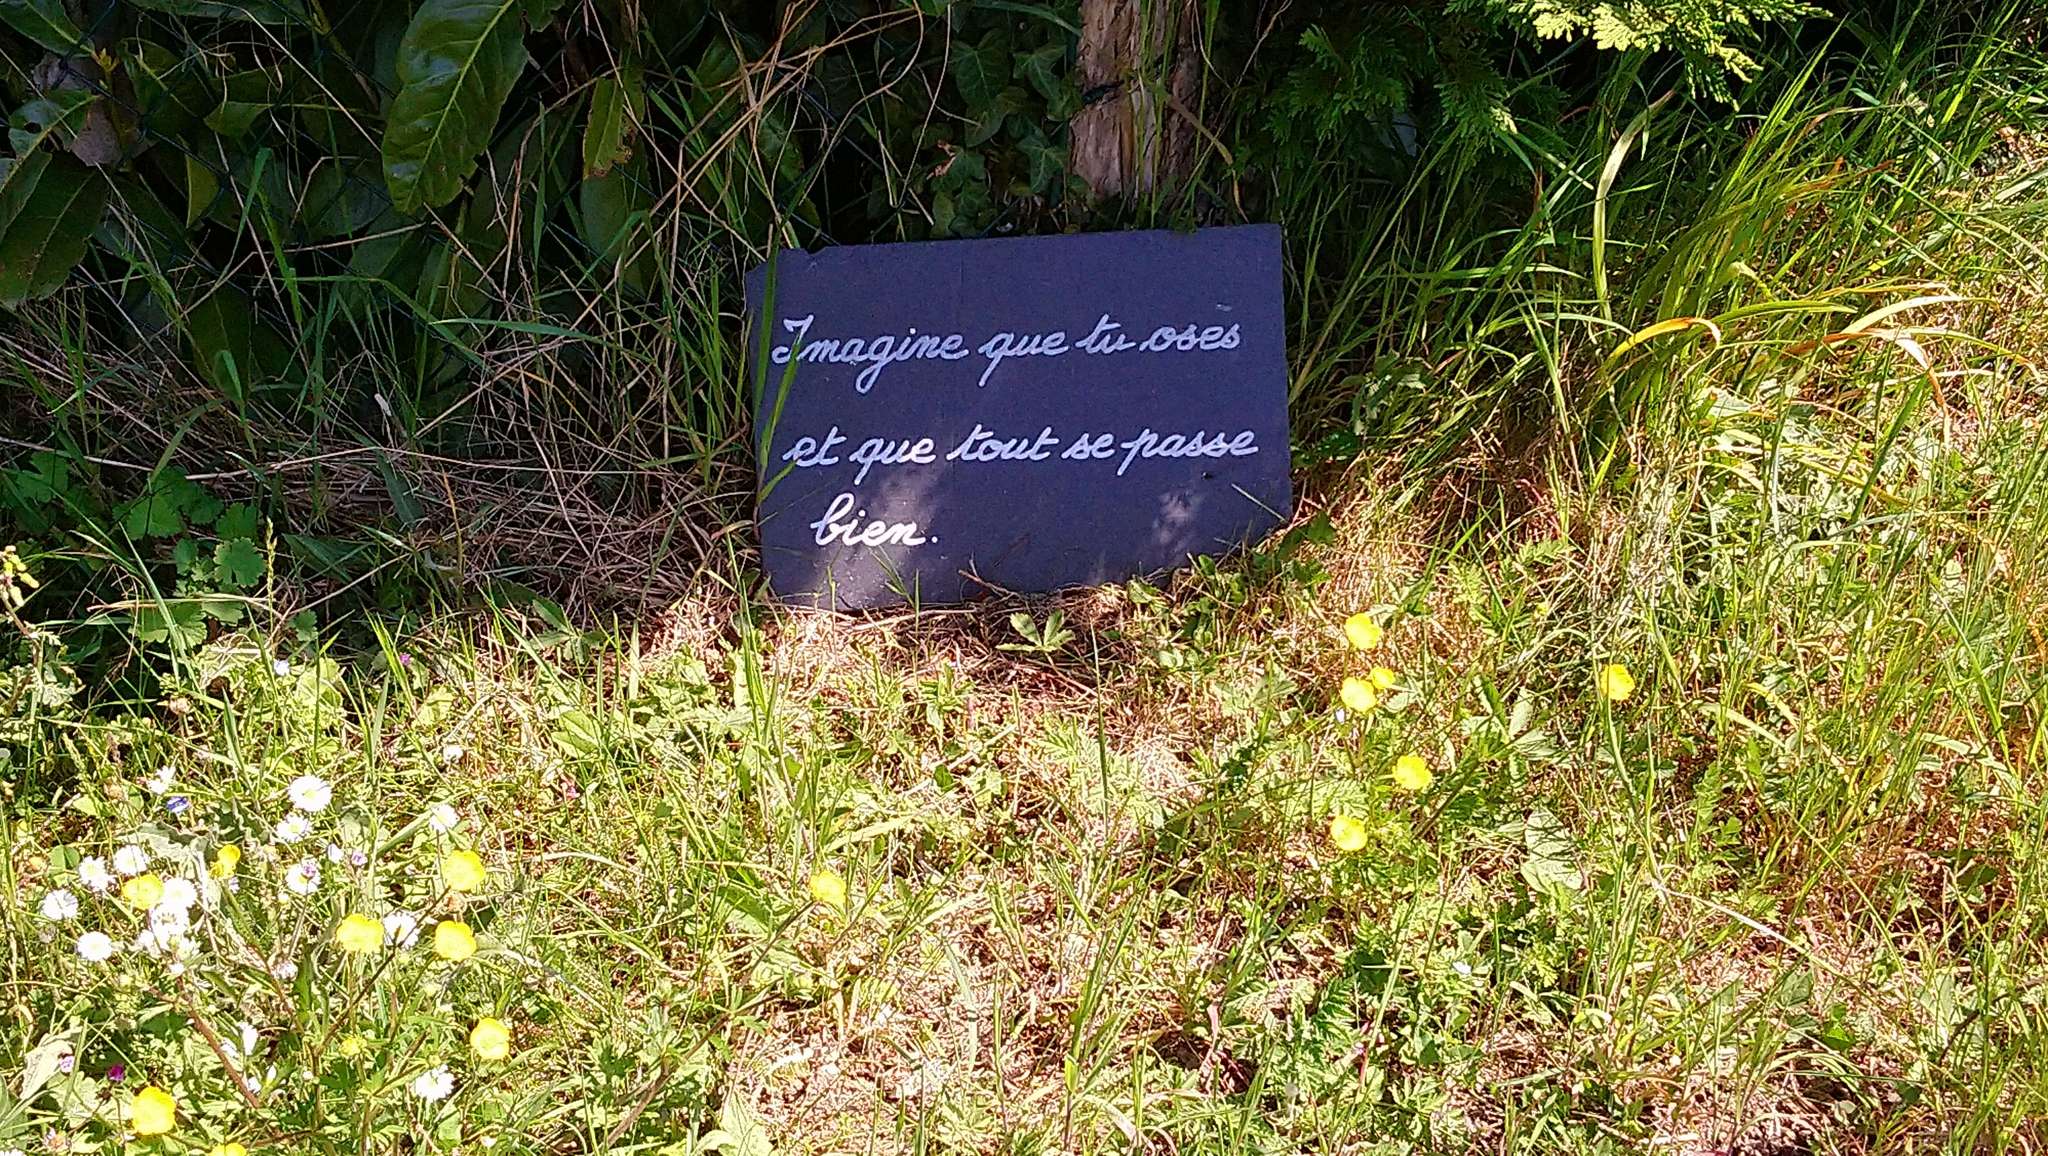 Imagine que tu oses
et que tout se passe
bien.